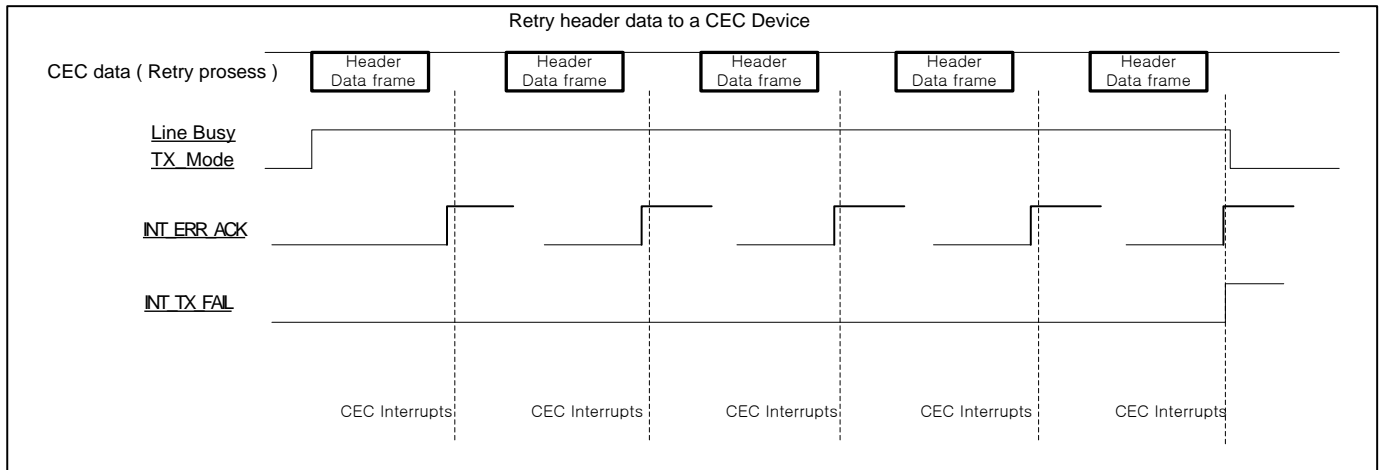 Retry header data to a CEC Device
CEC data ( Retry prosess )
Header
Data frame
Header
Data frame
Header
Data frame
Header
Data frame
Header
Data frame
Line Busy
TX_Mode
INT_ERR_ACK
INT_TX_FAIL
CEC Interrupts
CEC Interrupts
CEC Interrupts
CEC Interrupts
CEC Interrupts